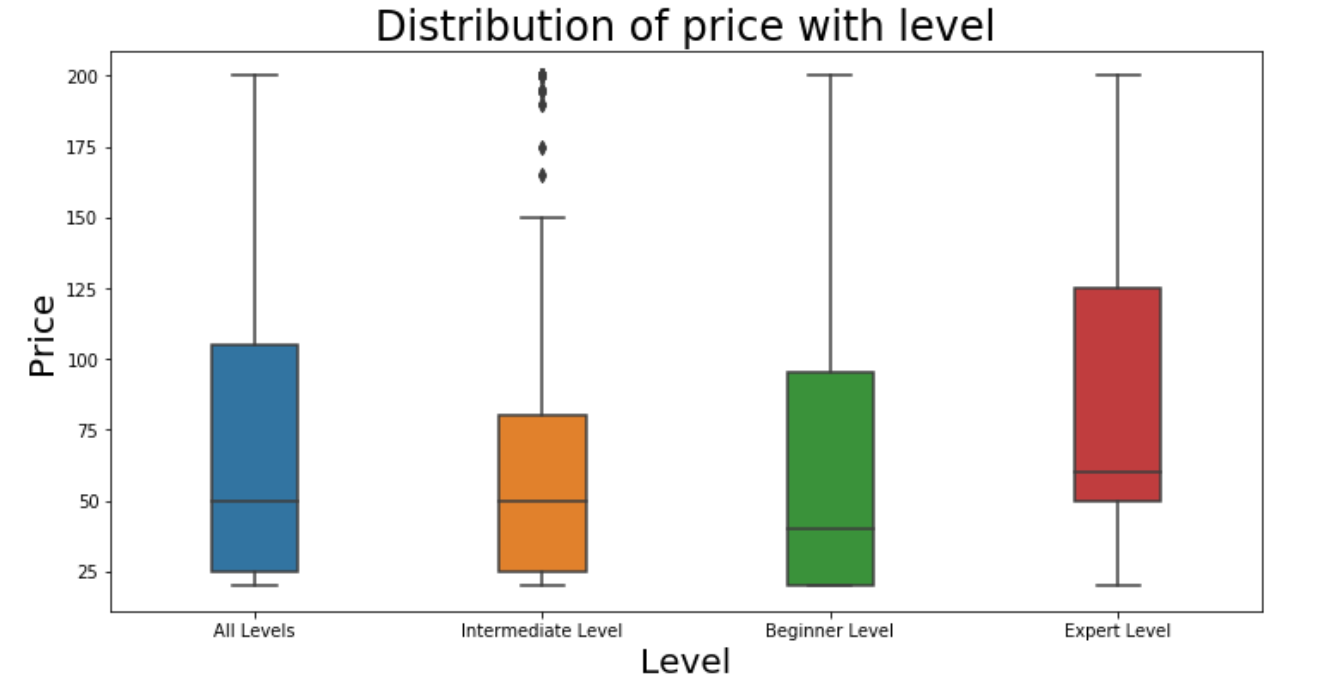 Distribution of price with level
200
175
150
125
100
75
50
25
Price
All Levels
Intermediate Level
Beginner Level
Expert Level
Level